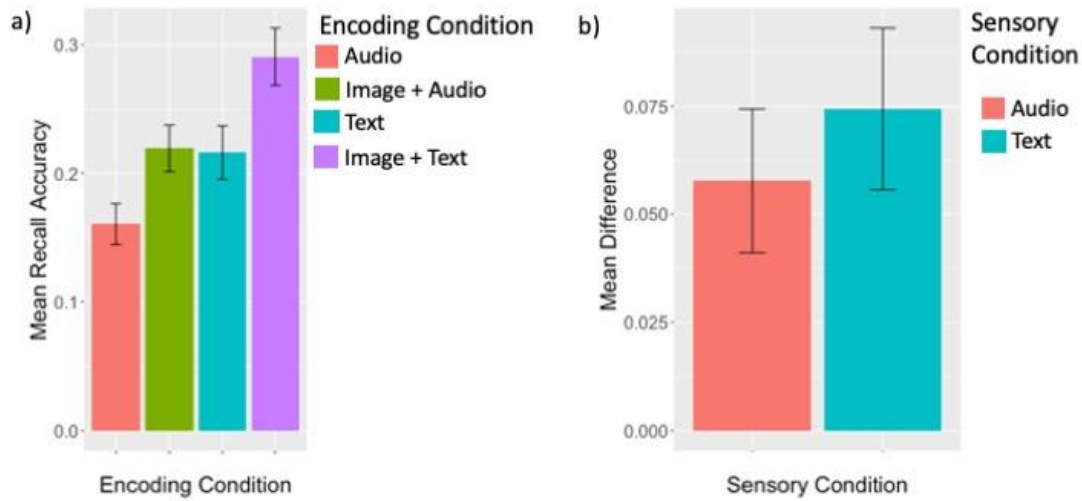 a)
Encoding Condition
Audio
Image + Audio
Text
Image + Text
Mean Recall Accuracy
0.3
0.2
0.1
0.0
Encoding Condition
b)
Sensory
Condition
Audio
Text
Mean Difference
0.075
0.050
0.025
0.000
Sensory Condition